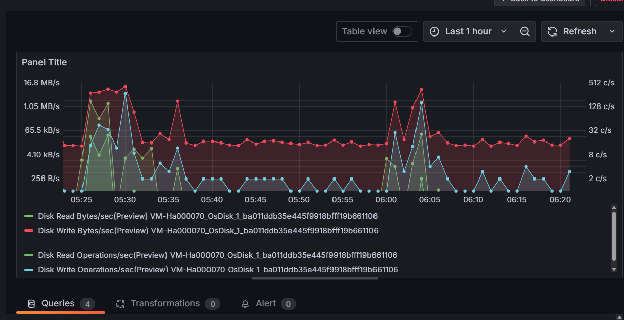 Table view
Last 1 hour
Refresh
Panel Title
16.8 MB/s
1.05 MB/s
65.5 kB/s
4.10 kB/s
256 B/s
512 c/s
128 c/s
32 c/s
8 c/s
2 c/s
05:25 05:30 05:35 05:40 05:45 05:50 05:55 06:00 06:05 06:10 06:15 06:20
Disk Read Bytes/sec(Preview) VM-Ha000070_OsDisk_1_ba011ddb35e445f9918bfff19b661106
Disk Write Bytes/sec(Preview) VM-Ha000070_OsDisk_1_ba011ddb35e445f9918bfff19b661106
Disk Read Operations/sec(Preview) VM-Ha000070_OsDisk_1_ba011ddb35e445f9918bfff19b661106
Disk Write Operations/sec(Preview) VM-Ha000070_OsDisk_1_ba011ddb35e445f9918bfff19b661106
Queries 4
Transformations 0
Alert 0